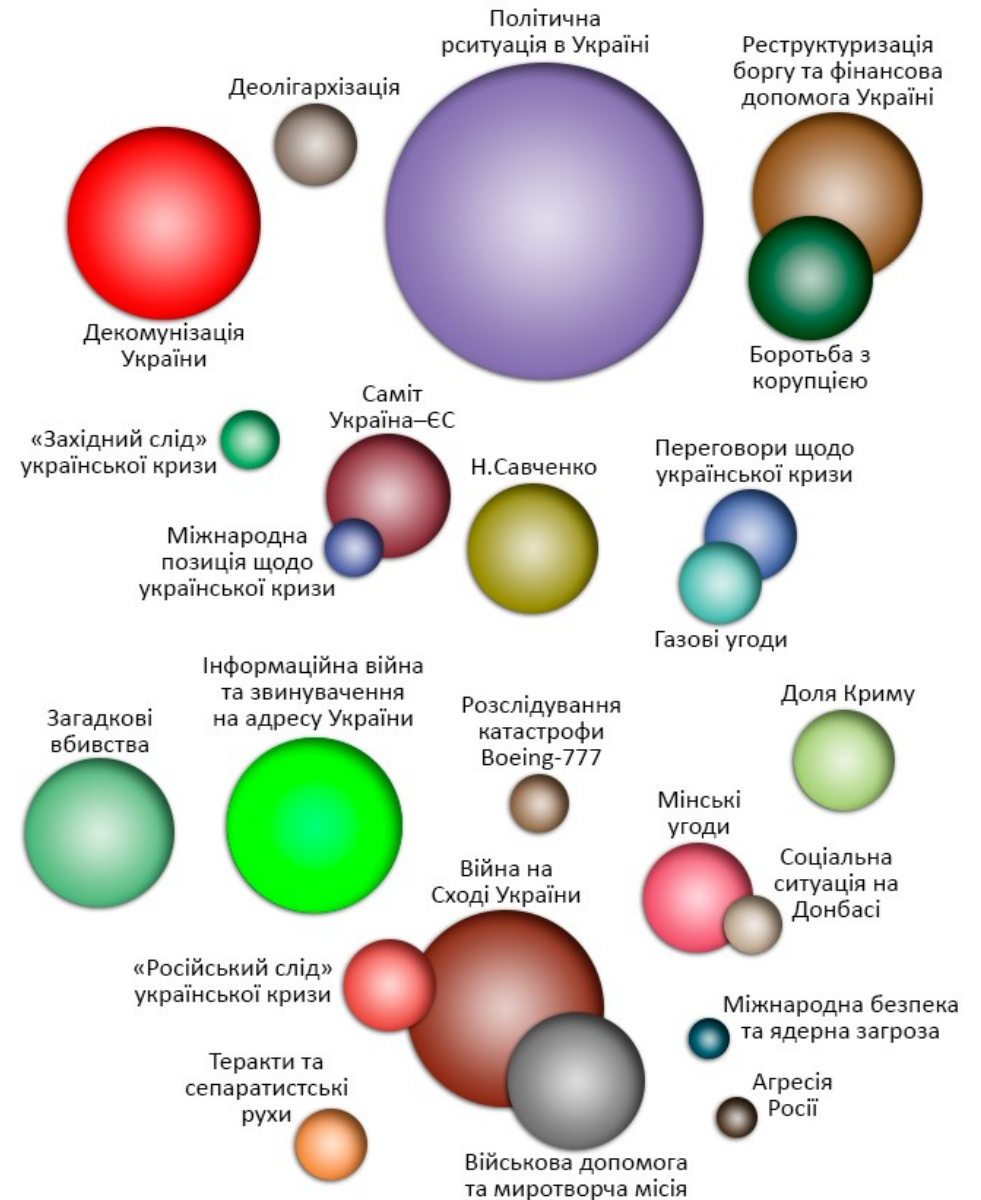 Політична
рситуація в Україні
Реструктуризація
боргу та фінансова
допомога Україні
Деолігархізація
Декомунізація
України
Боротьба з
корупцією
Саміт
Україна–ЄС
«Західний слід»
української кризи
Н.Савченко
Переговори щодо
української кризи
Міжнародна
позиція щодо
української кризи
Газові угоди
Інформаційна війна
та звинувачення
на адресу України
Загадкові
вбивства
Розслідування
катастрофи
Boeing-777
Доля Криму
Мінські
угоди
Соціальна
ситуація на
Донбасі
Війна на
Сході України
«Російський слід»
української кризи
Міжнародна безпека
та ядерна загроза
Теракти та
сепаратистські
рухи
Агресія
Росії
Військова допомога
та миротворча місія